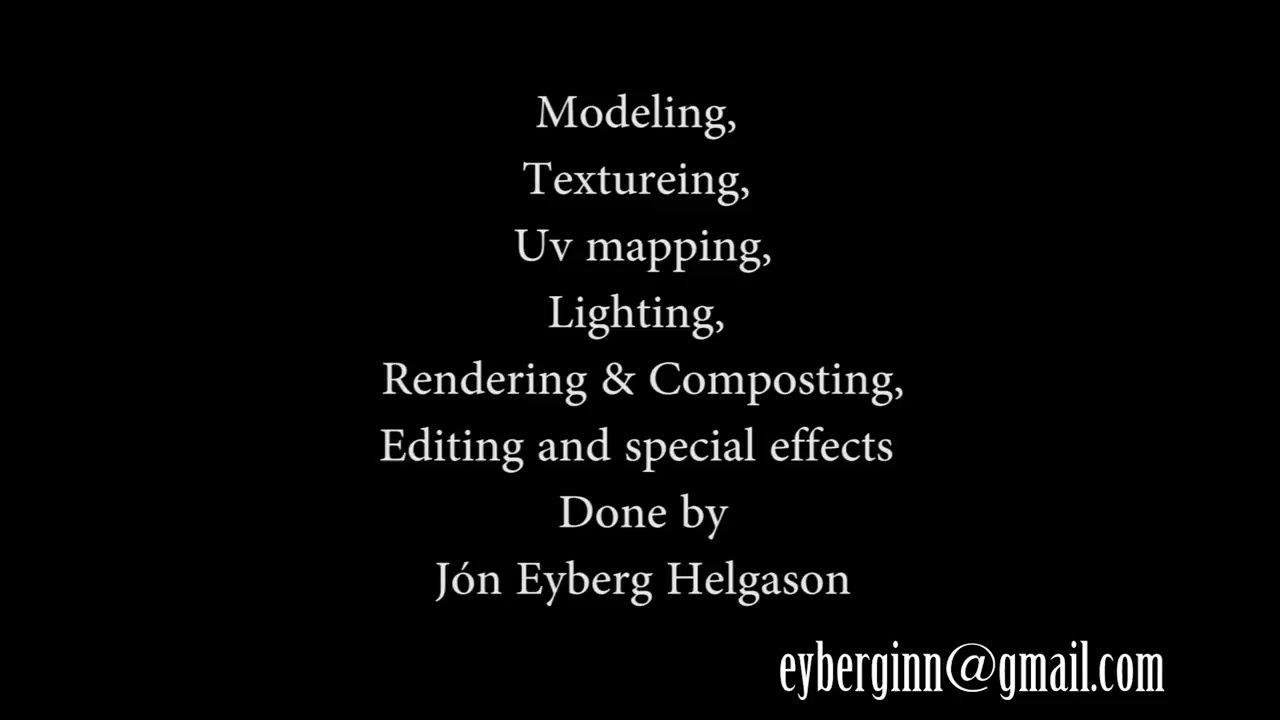 Modeling,
Textureing,
Uv mapping,
Lighting,
Rendering & Composting,
Editing and special effects
Done by
Jón Eyberg Helgason
eyberginn@gmail.com